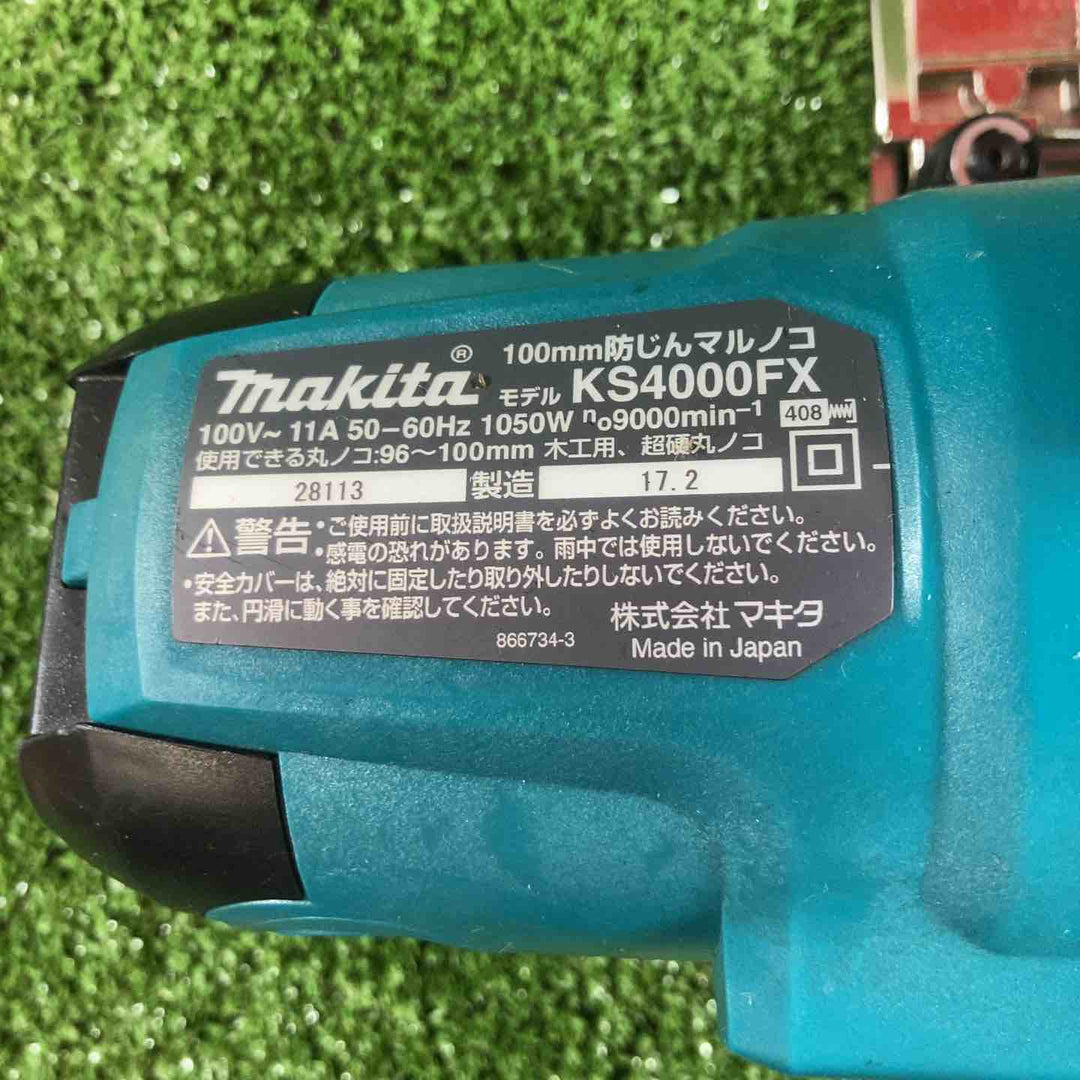 100mm防じんマルノコ
makita® モデル KS4000FX
100V~ 11A 50-60Hz 1050W n₀9000min⁻¹ 408
使用できる丸ノコ:96～100mm 木工用、超硬丸ノコ
28113 製造 17.2
警告 •ご使用前に取扱説明書を必ずよくお読みください。
•感電の恐れがあります。雨中では使用しないでください。
•安全カバーは、絶対に固定したり取り外したりしないでください。
また、円滑に動く事を確認してください。
株式会社 マキタ
866734-3 Made in Japan